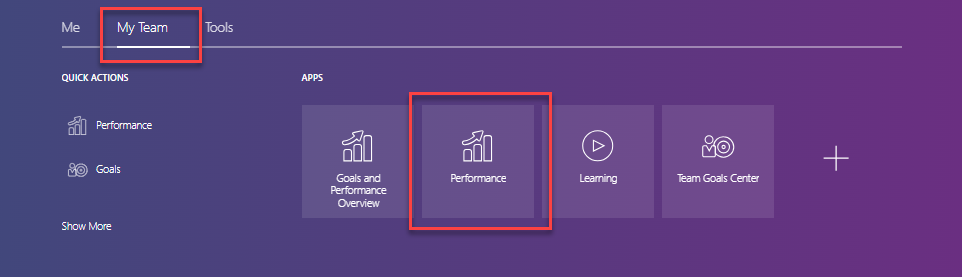 Me
My Team
Tools
QUICK ACTIONS
Performance
Goals
Show More
APPS
Goals and
Performance
Overview
Performance
Learning
Team Goals Center